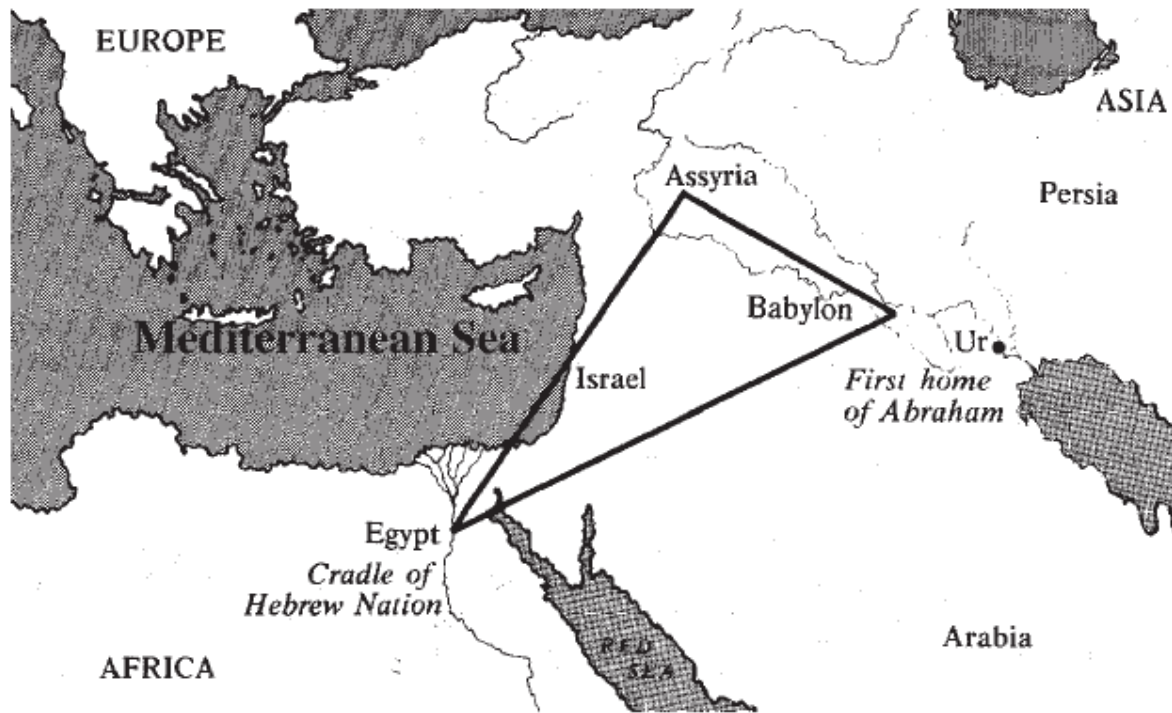 EUROPE
ASIA
Assyria
Persia
Babylon
Mediterranean Sea
Ur
Israel
First home
of Abraham
Egypt
Cradle of
Hebrew Nation
Arabia
RED
SEA
AFRICA